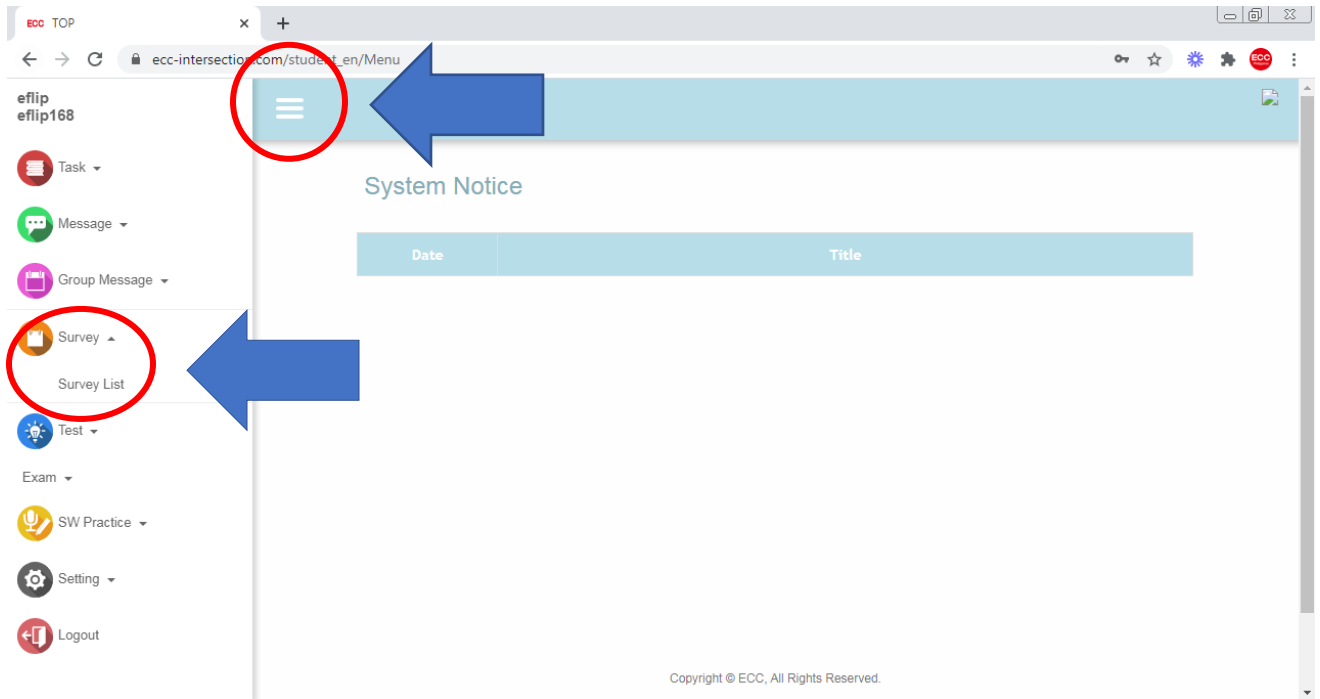 ECC TOP
ecc-intersection.com/student_en/Menu
ECC
eflip
eflip168
Task
Message
Group Message
Survey
Survey List
Test
Exam
SW Practice
Setting
Logout
System Notice
Date Title
Copyright © ECC, All Rights Reserved.